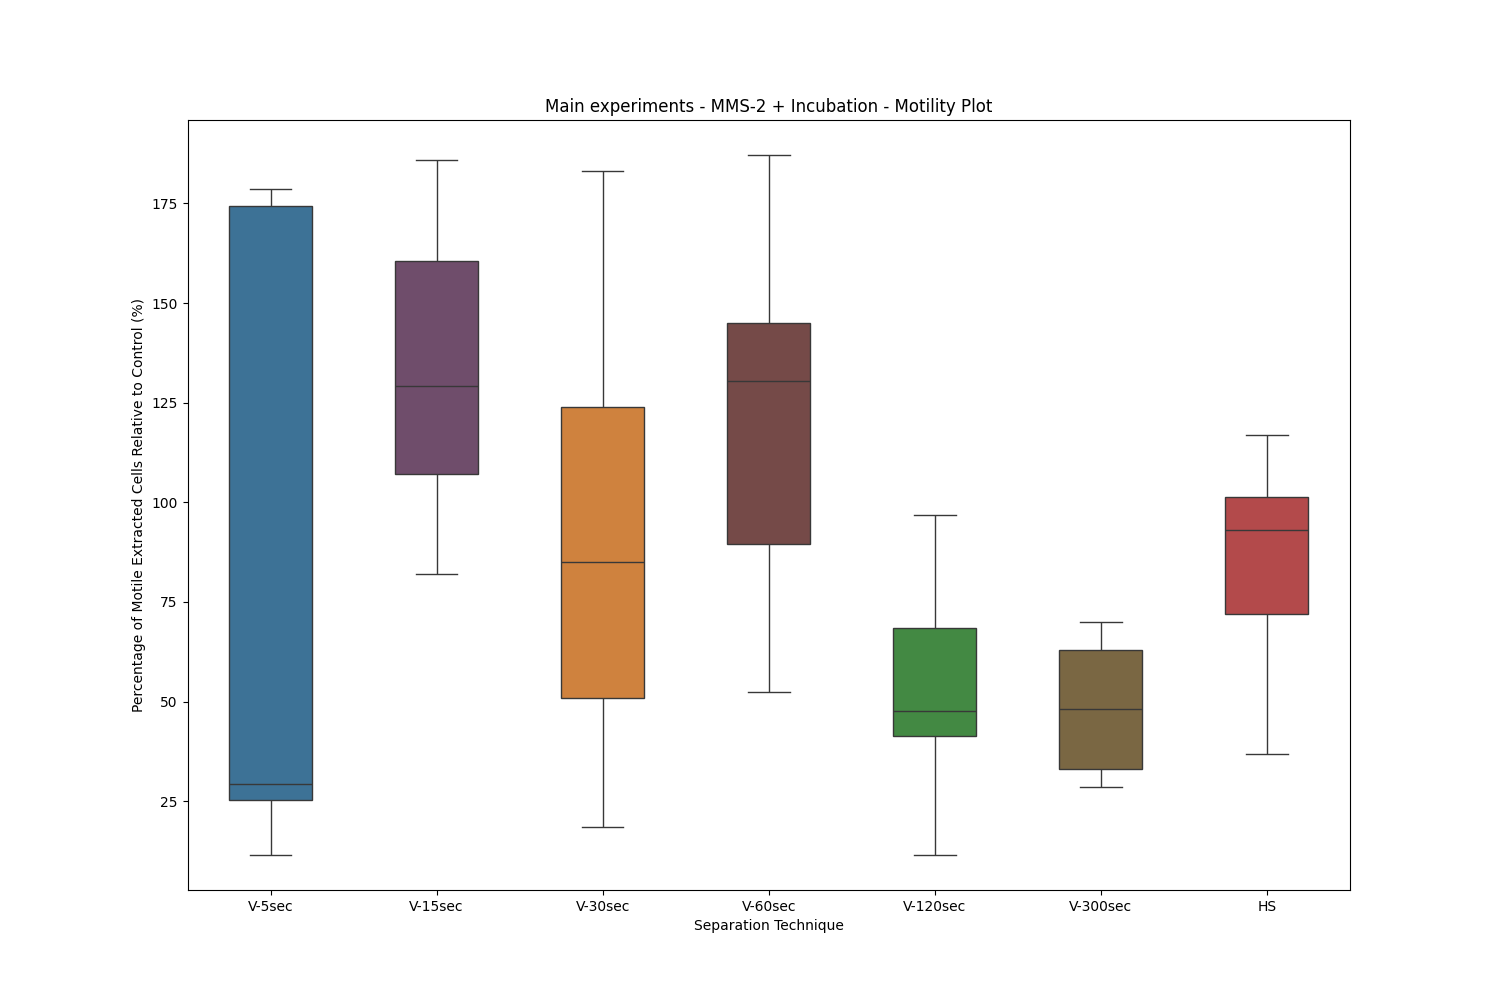 Main experiments - MMS-2 + Incubation - Motility Plot
Percentage of Motile Extracted Cells Relative to Control (%)
175
150
125
100
75
50
25
V-5sec V-15sec V-30sec V-60sec V-120sec V-300sec HS
Separation Technique